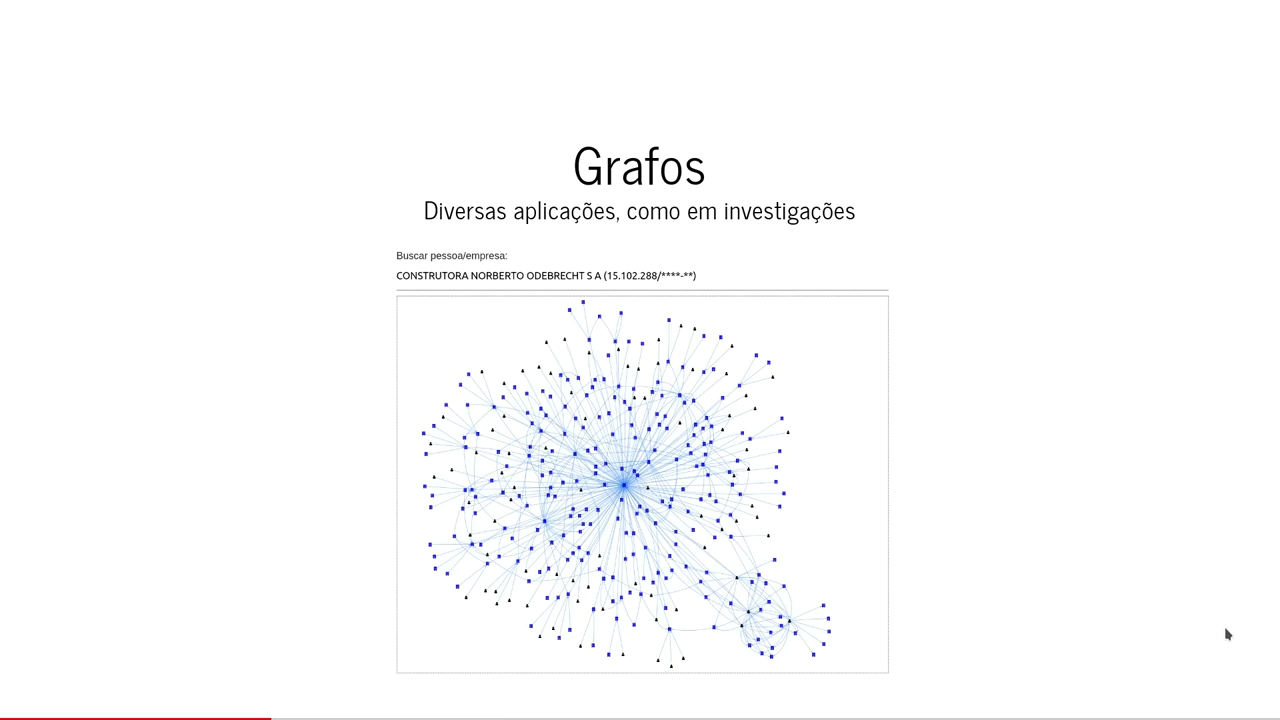 Grafos
Diversas aplicações, como em investigações
Buscar pessoa/empresa:
CONSTRUTORA NORBERTO ODEBRECHT S A (15.102.288/****-**)